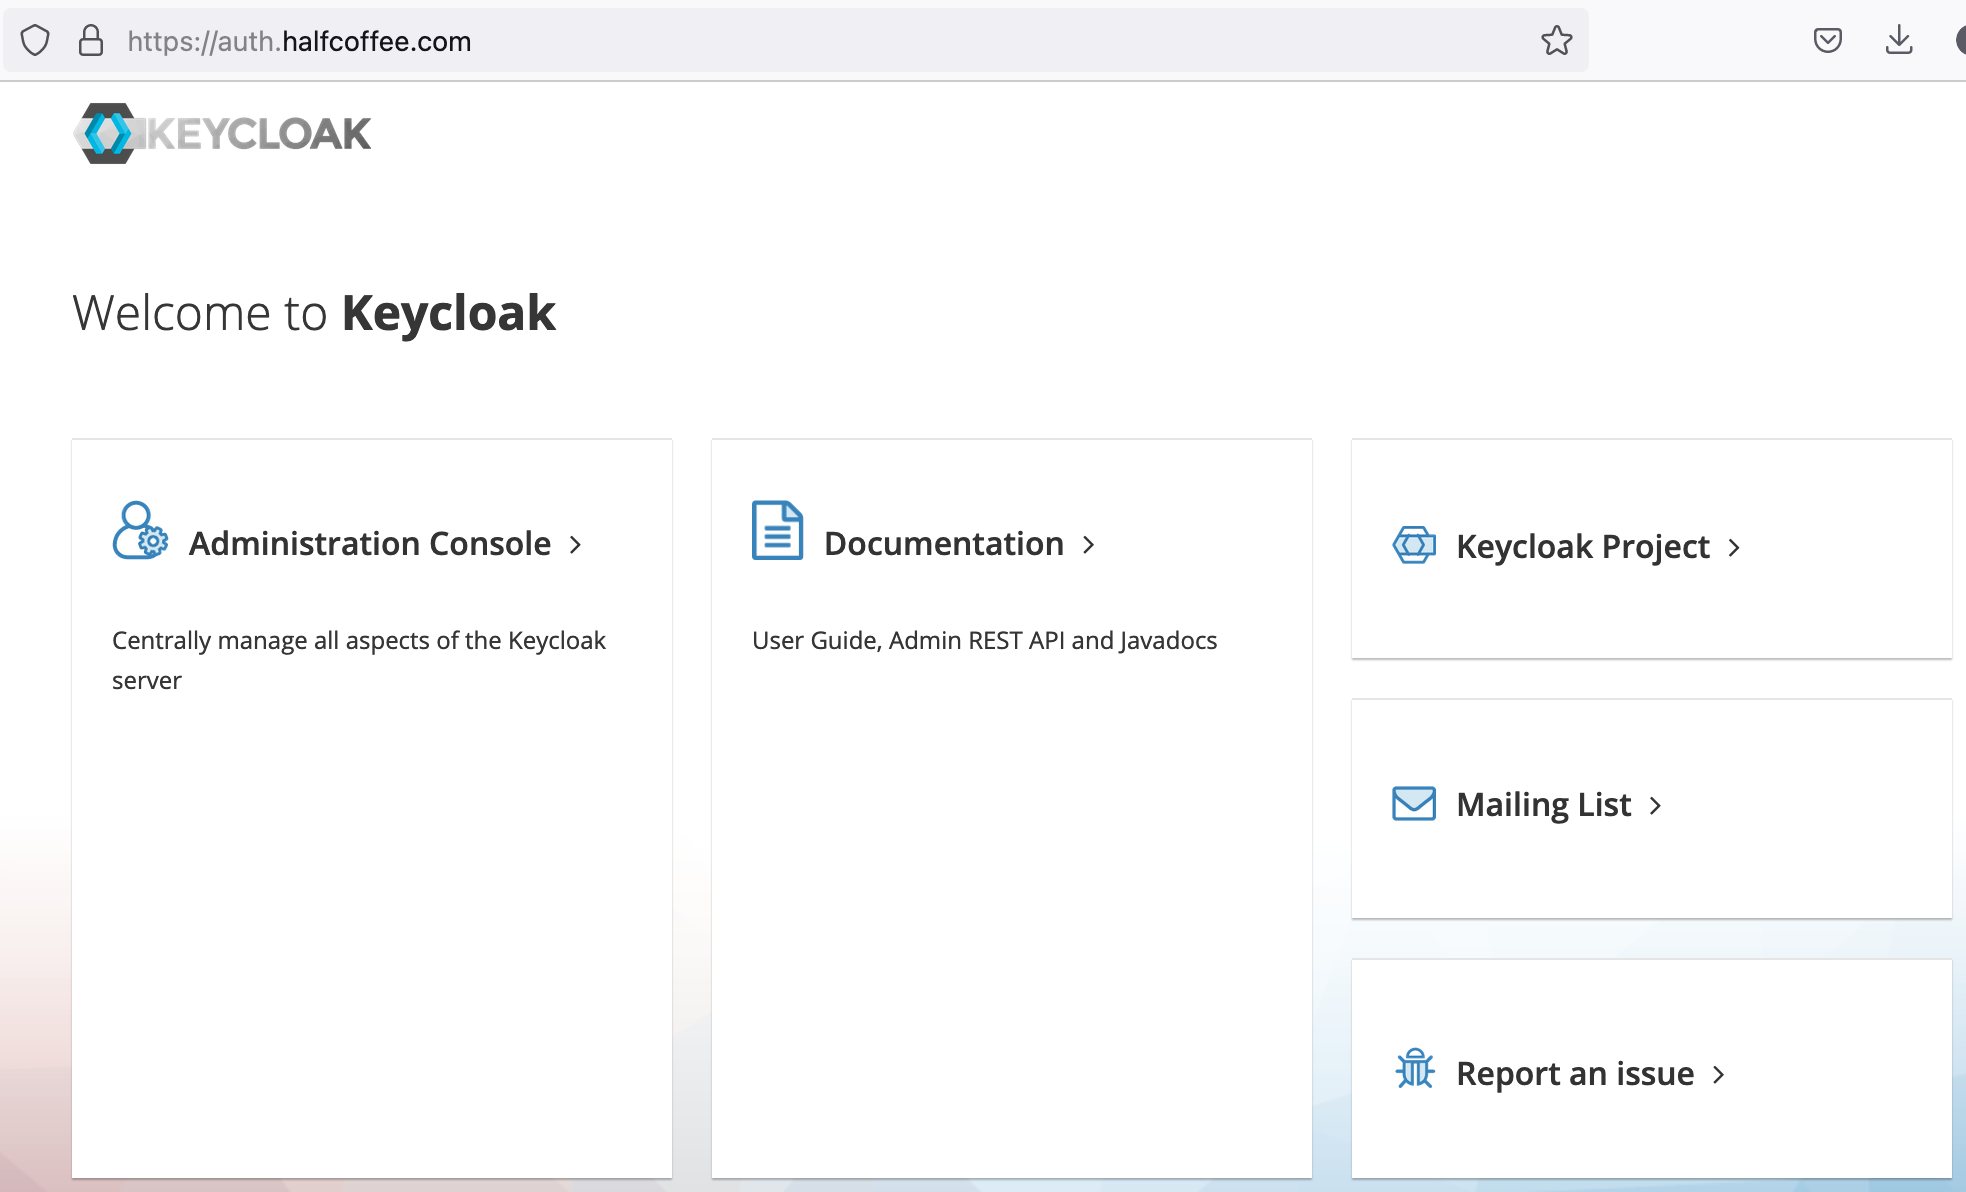 https://auth.halfcoffee.com
KEYCLOAK
Welcome to Keycloak
Administration Console
Centrally manage all aspects of the Keycloak
server
Documentation
User Guide, Admin REST API and Javadocs
Keycloak Project
Mailing List
Report an issue